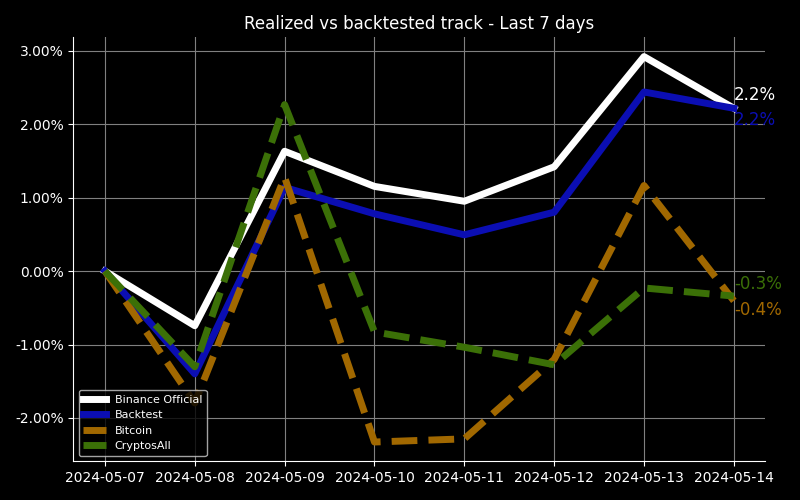 Realized vs backtested track - Last 7 days
3.00%
2.00%
1.00%
0.00%
-1.00%
-2.00%
2.2%
2.2%
-0.3%
-0.4%
Binance Official
Backtest
Bitcoin
CryptosAll
2024-05-07 2024-05-08 2024-05-09 2024-05-10 2024-05-11 2024-05-12 2024-05-13 2024-05-14